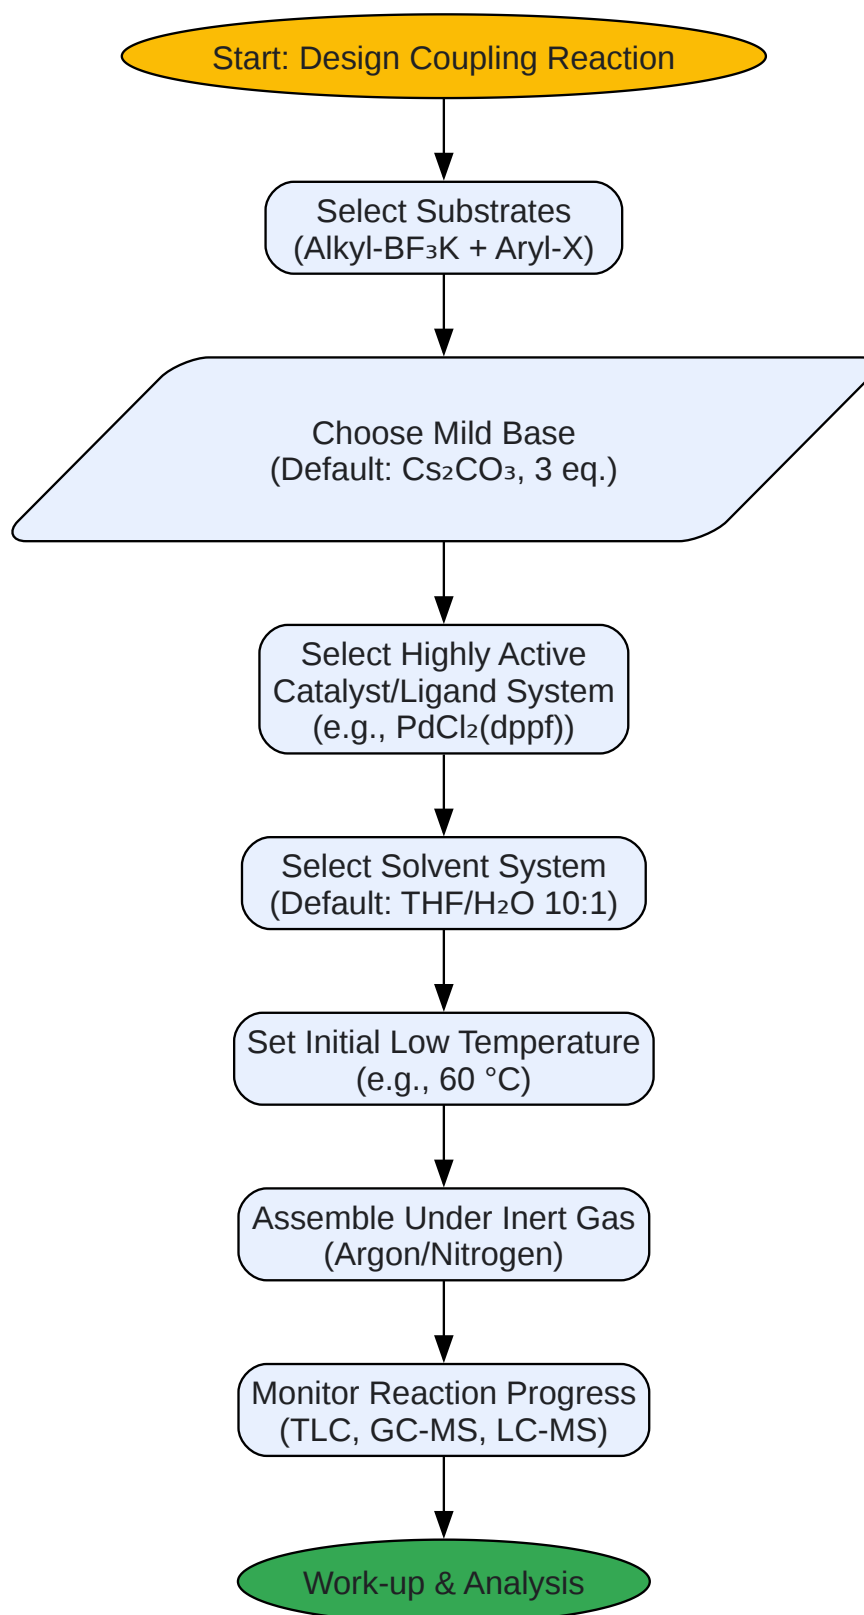 Start: Design Coupling Reaction
Select Substrates
(Alkyl-BF₃K + Aryl-X)
Choose Mild Base
(Default: Cs₂CO₃, 3 eq.)
Select Highly Active
Catalyst/Ligand System
(e.g., PdCl₂(dppf))
Select Solvent System
(Default: THF/H₂O 10:1)
Set Initial Low Temperature
(e.g., 60 °C)
Assemble Under Inert Gas
(Argon/Nitrogen)
Monitor Reaction Progress
(TLC, GC-MS, LC-MS)
Work-up & Analysis